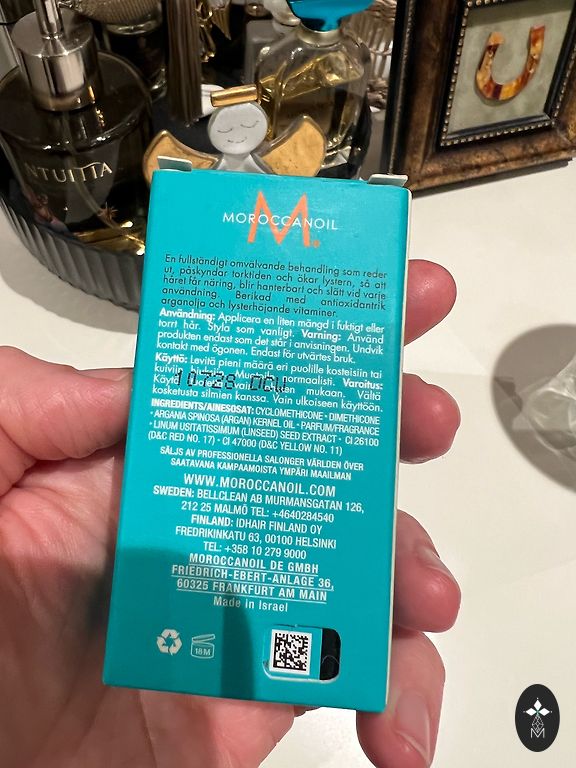 INTUITIA
MOROCCANOIL
En fullständigt omvälvande behandling som reder
ut, påskyndar torktiden och ökar lystern, så att
håret får näring, blir hanterbart och slätt vid varje
användning. Berikad med antioxidantrik
arganolja och lysterhöjande vitaminer.
Användning: Applicera en liten mängd i fuktigt eller
torrt hår. Styla som vanligt. Varning: Använd
produkten endast som det står i anvisningen. Undvik
kontakt med ögonen. Endast för utvärtes bruk.
Käyttö: Levitä pieni määrä eri puolille kosteisiin tai
kuiviin normaalisti. Varoitus:
Käytä mukaan. Vältä
kosketusta silmien kanssa. Vain ulkoiseen käyttöön.
INGREDIENTS/AINESOSAT: CYCLOMETHICONE • DIMETHICONE
• ARGANIA SPINOSA (ARGAN) KERNEL OIL • PARFUM/FRAGRANCE
• LINUM USITATISSIMUM (LINSEED) SEED EXTRACT • CI 26100
(D&C RED NO. 17) • CI 47000 (D&C YELLOW NO. 11)
SÄLJS AV PROFESSIONELLA SALONGER VÄRLDEN ÖVER
SAATAVANA KAMPAAMOISTA YMPÄRI MAAILMAN
WWW.MOROCCANOIL.COM
SWEDEN: BELLCLEAN AB MURMANSGATAN 126,
212 25 MALMÖ TEL: +4640284540
FINLAND: IDHAIR FINLAND OY
FREDRIKINKATU 63, 00100 HELSINKI
TEL: +358 10 279 9000
MOROCCANOIL DE GMBH
FRIEDRICH-EBERT-ANLAGE 36,
60325 FRANKFURT AM MAIN
Made in Israel
18M